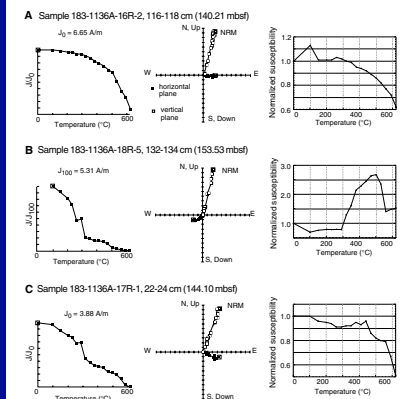 A Sample 183-1136A-16R-2, 116-118 cm (140.21 mbsf)
J0 = 6.65 A/m
J/J0
0
600
Temperature (°C)
N, Up
NRM
W
E
S, Down
horizontal plane
vertical plane
Normalized susceptibility
1.2
1.0
0.8
0.6
0
200
400
600
Temperature (°C)
B Sample 183-1136A-18R-5, 132-134 cm (153.53 mbsf)
J100 = 5.31 A/m
J/J100
0
600
Temperature (°C)
N, Up
NRM
W
E
S, Down
Normalized susceptibility
3.0
2.0
1.0
0
200
400
600
Temperature (°C)
C Sample 183-1136A-17R-1, 22-24 cm (144.10 mbsf)
J0 = 3.88 A/m
J/J0
0
600
Temperature (°C)
N, Up
NRM
W
E
S, Down
Normalized susceptibility
1.0
0.8
0.6
0
200
400
600
Temperature (°C)